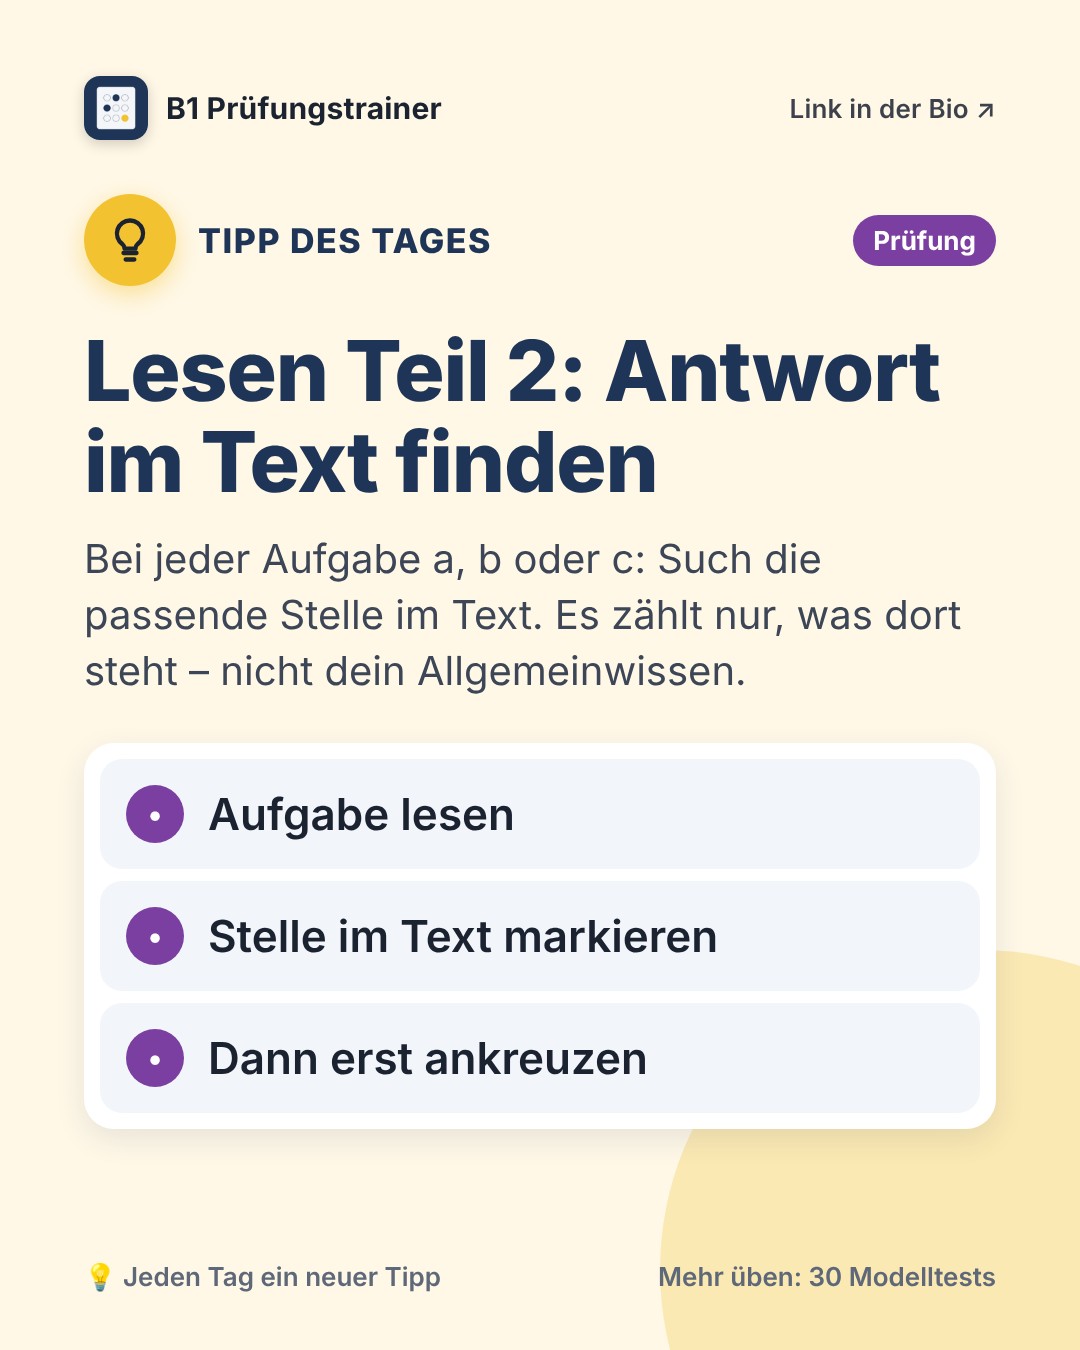 B1 Prüfungstrainer
Link in der Bio ↗
TIPP DES TAGES
Prüfung
Lesen Teil 2: Antwort
im Text finden
Bei jeder Aufgabe a, b oder c: Such die
passende Stelle im Text. Es zählt nur, was dort
steht – nicht dein Allgemeinwissen.
• Aufgabe lesen
• Stelle im Text markieren
• Dann erst ankreuzen
💡 Jeden Tag ein neuer Tipp
Mehr üben: 30 Modelltests